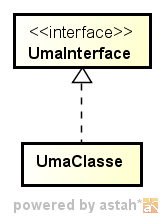 <<interface>>
UmaInterface
UmaClasse
powered by astah*